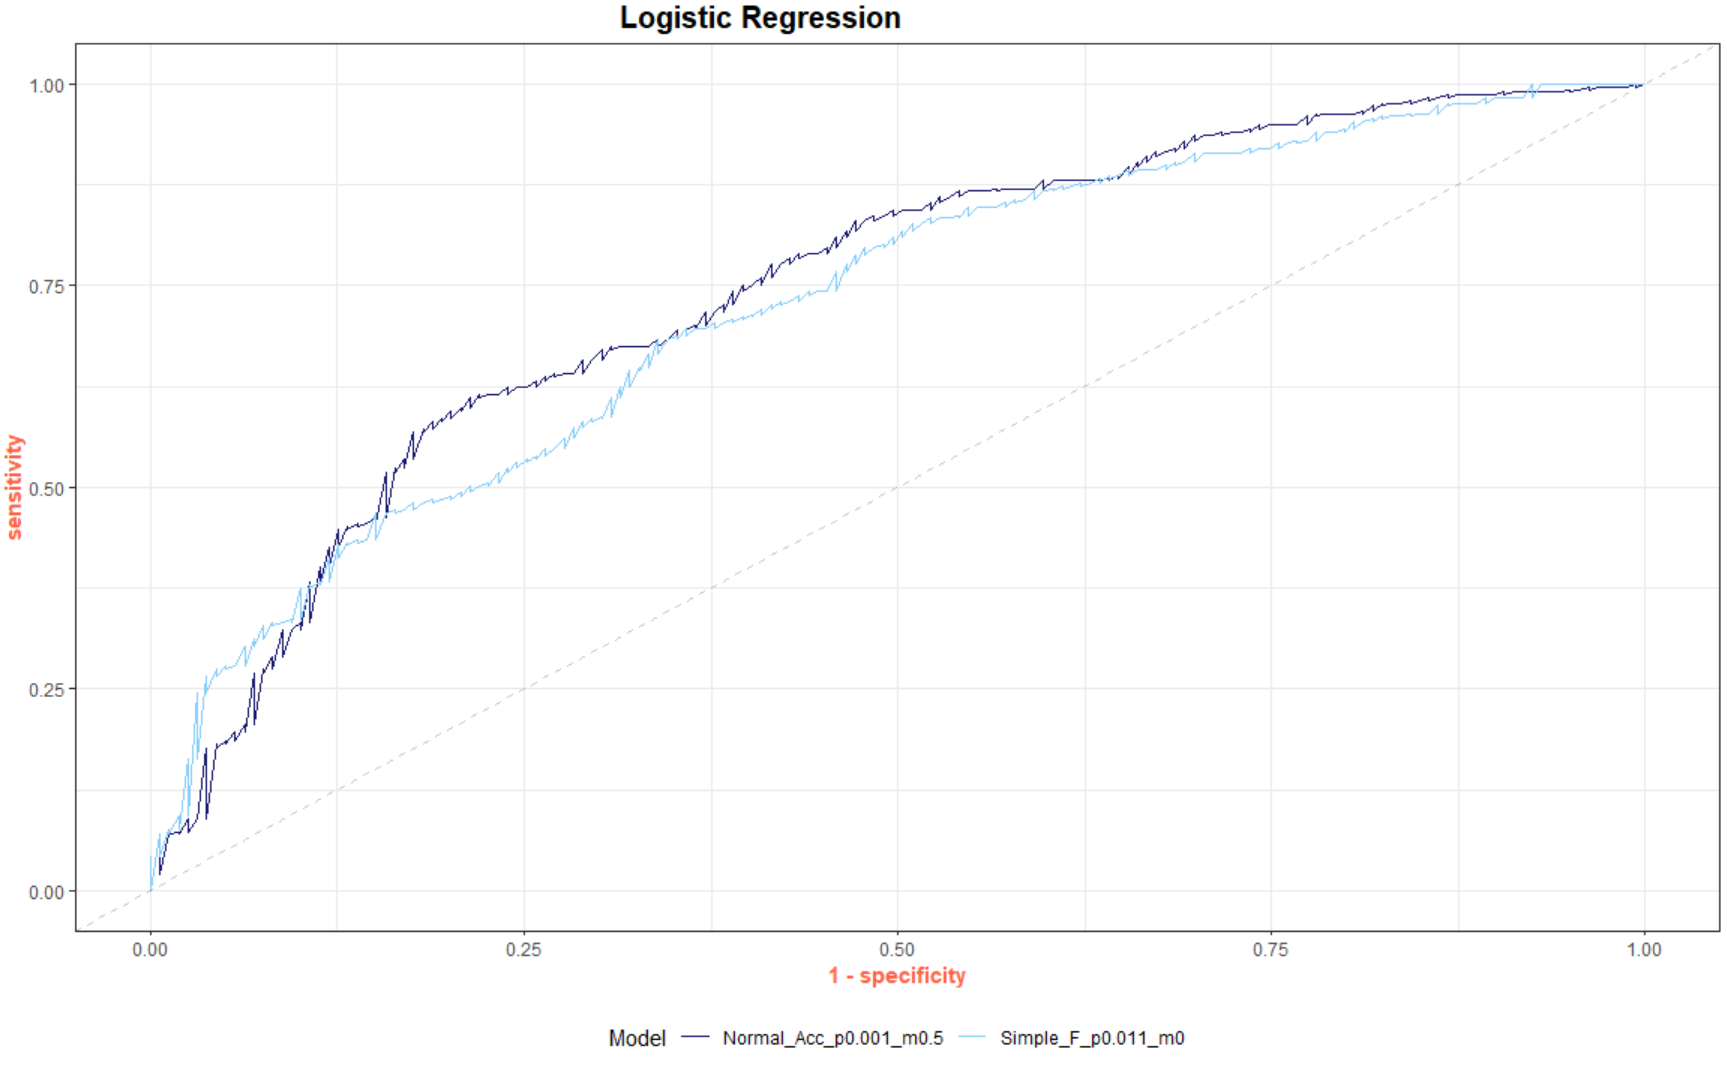 Logistic Regression
1.00
0.75
0.50
0.25
0.00
sensitivity
0.00 0.25 0.50 0.75 1.00
1 - specificity
Model Normal_Acc_p0.001_m0.5 Simple_F_p0.011_m0